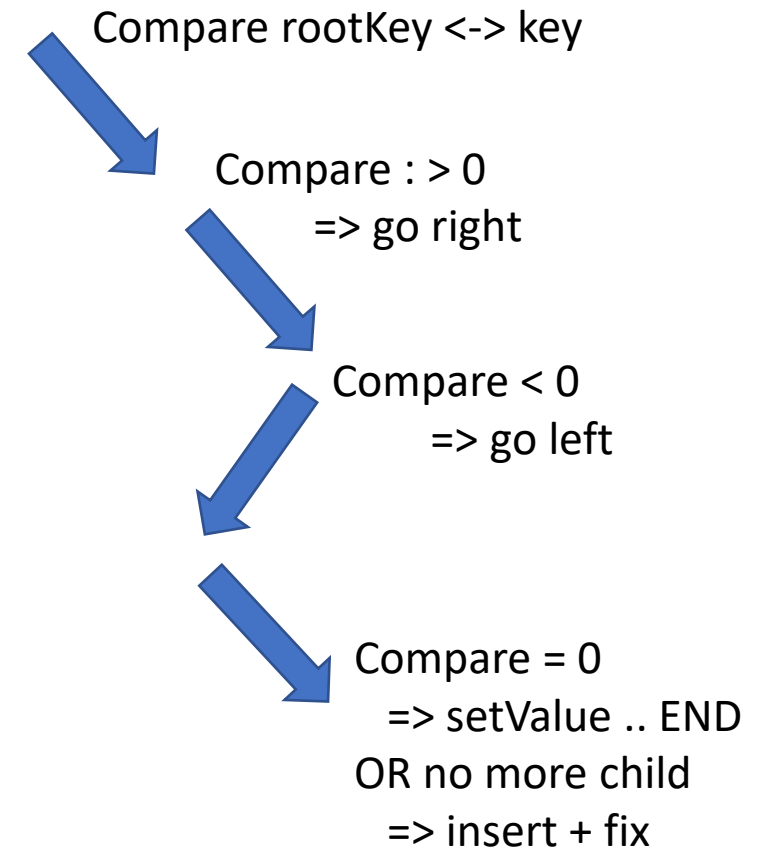 Compare rootKey <-> key
Compare : > 0
=> go right
Compare < 0
=> go left
Compare = 0
=> setValue .. END
OR no more child
=> insert + fix